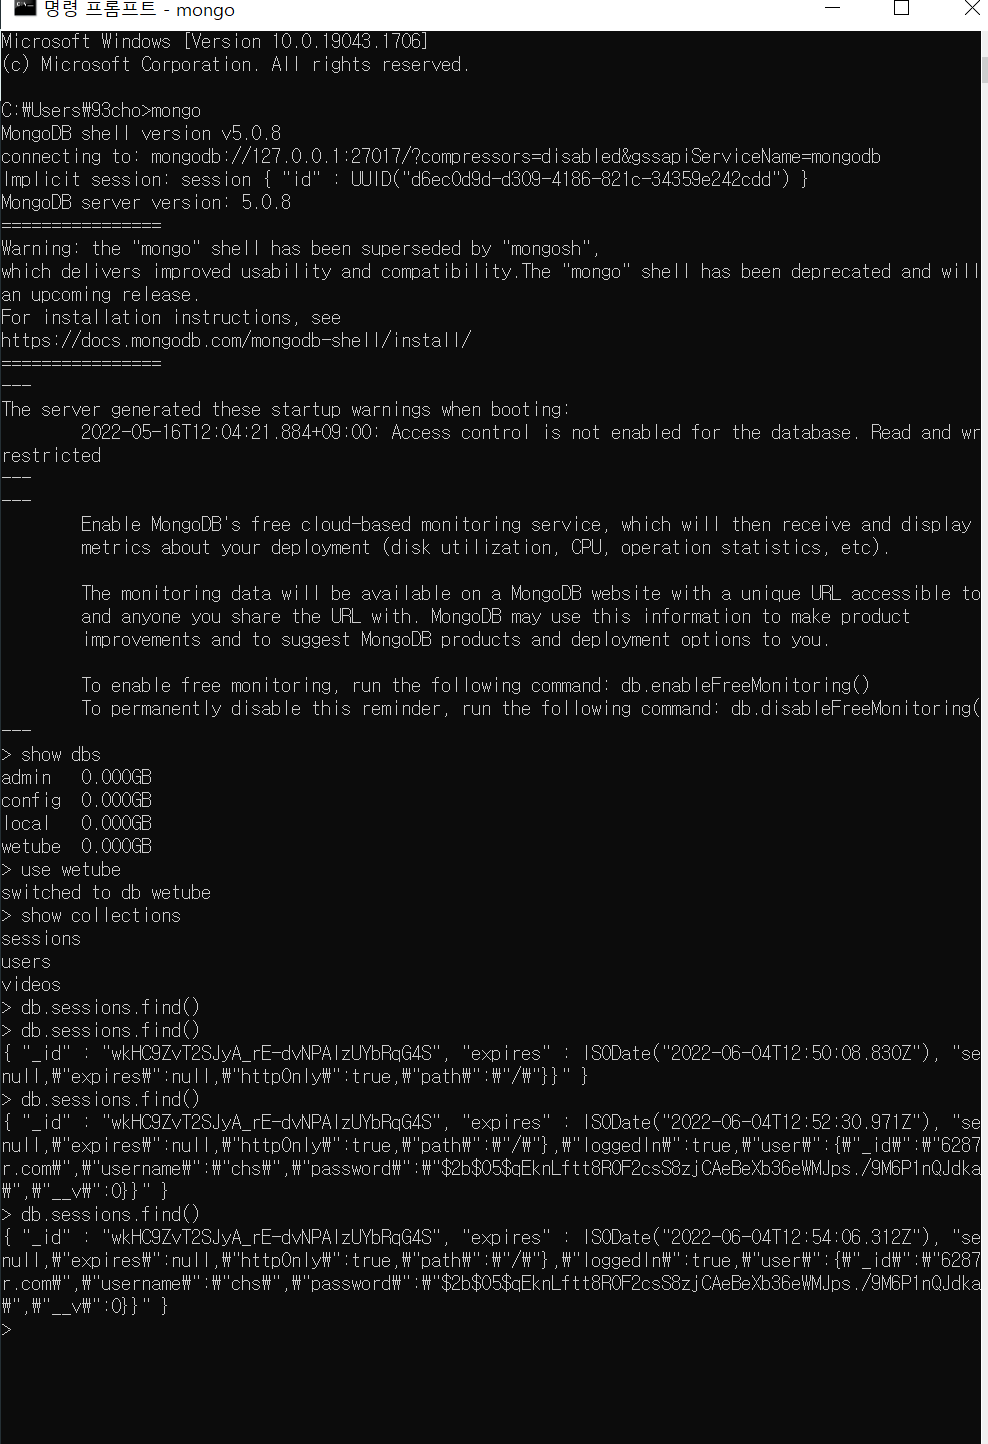 명령 프롬프트 - mongo
Microsoft Windows [Version 10.0.19043.1706]
(c) Microsoft Corporation. All rights reserved.
C:₩Users₩93cho>mongo
MongoDB shell version v5.0.8
connecting to: mongodb://127.0.0.1:27017/?compressors=disabled&gssapiServiceName=mongodb
Implicit session: session { "id" : UUID("d6ec0d9d-d309-4186-821c-34359e242cdd") }
MongoDB server version: 5.0.8
================
Warning: the "mongo" shell has been superseded by "mongosh",
which delivers improved usability and compatibility.The "mongo" shell has been deprecated and will
an upcoming release.
For installation instructions, see
https://docs.mongodb.com/mongodb-shell/install/
================
---
The server generated these startup warnings when booting:
2022-05-16T12:04:21.884+09:00: Access control is not enabled for the database. Read and wr
restricted
---
---
Enable MongoDB's free cloud-based monitoring service, which will then receive and display
metrics about your deployment (disk utilization, CPU, operation statistics, etc).
The monitoring data will be available on a MongoDB website with a unique URL accessible to
and anyone you share the URL with. MongoDB may use this information to make product
improvements and to suggest MongoDB products and deployment options to you.
To enable free monitoring, run the following command: db.enableFreeMonitoring()
To permanently disable this reminder, run the following command: db.disableFreeMonitoring(
---
> show dbs
admin   0.000GB
config  0.000GB
local   0.000GB
wetube  0.000GB
> use wetube
switched to db wetube
> show collections
sessions
users
videos
> db.sessions.find()
> db.sessions.find()
{ "_id" : "wkHC9ZvT2SJyA_rE-dvNPAlzUYbRqG4S", "expires" : ISODate("2022-06-04T12:50:08.830Z"), "se
null,₩"expires₩":null,₩"httpOnly₩":true,₩"path₩":₩"/₩"}}" }
> db.sessions.find()
{ "_id" : "wkHC9ZvT2SJyA_rE-dvNPAlzUYbRqG4S", "expires" : ISODate("2022-06-04T12:52:30.971Z"), "se
null,₩"expires₩":null,₩"httpOnly₩":true,₩"path₩":₩"/₩"},₩"loggedIn₩":true,₩"user₩":{₩"_id₩":₩"6287
r.com₩",₩"username₩":₩"chs₩",₩"password₩":₩"$2b$05$qEknLftt8ROF2csS8zjCAeBeXb36eWMJps./9M6P1nQJdka
₩",₩"__v₩":0}}" }
> db.sessions.find()
{ "_id" : "wkHC9ZvT2SJyA_rE-dvNPAlzUYbRqG4S", "expires" : ISODate("2022-06-04T12:54:06.312Z"), "se
null,₩"expires₩":null,₩"httpOnly₩":true,₩"path₩":₩"/₩"},₩"loggedIn₩":true,₩"user₩":{₩"_id₩":₩"6287
r.com₩",₩"username₩":₩"chs₩",₩"password₩":₩"$2b$05$qEknLftt8ROF2csS8zjCAeBeXb36eWMJps./9M6P1nQJdka
₩",₩"__v₩":0}}" }
>